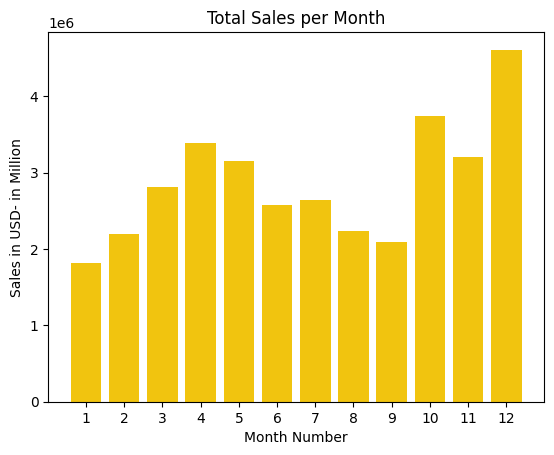 Total Sales per Month
1e6
4
3
2
1
0
Sales in USD- in Million
1 2 3 4 5 6 7 8 9 10 11 12
Month Number